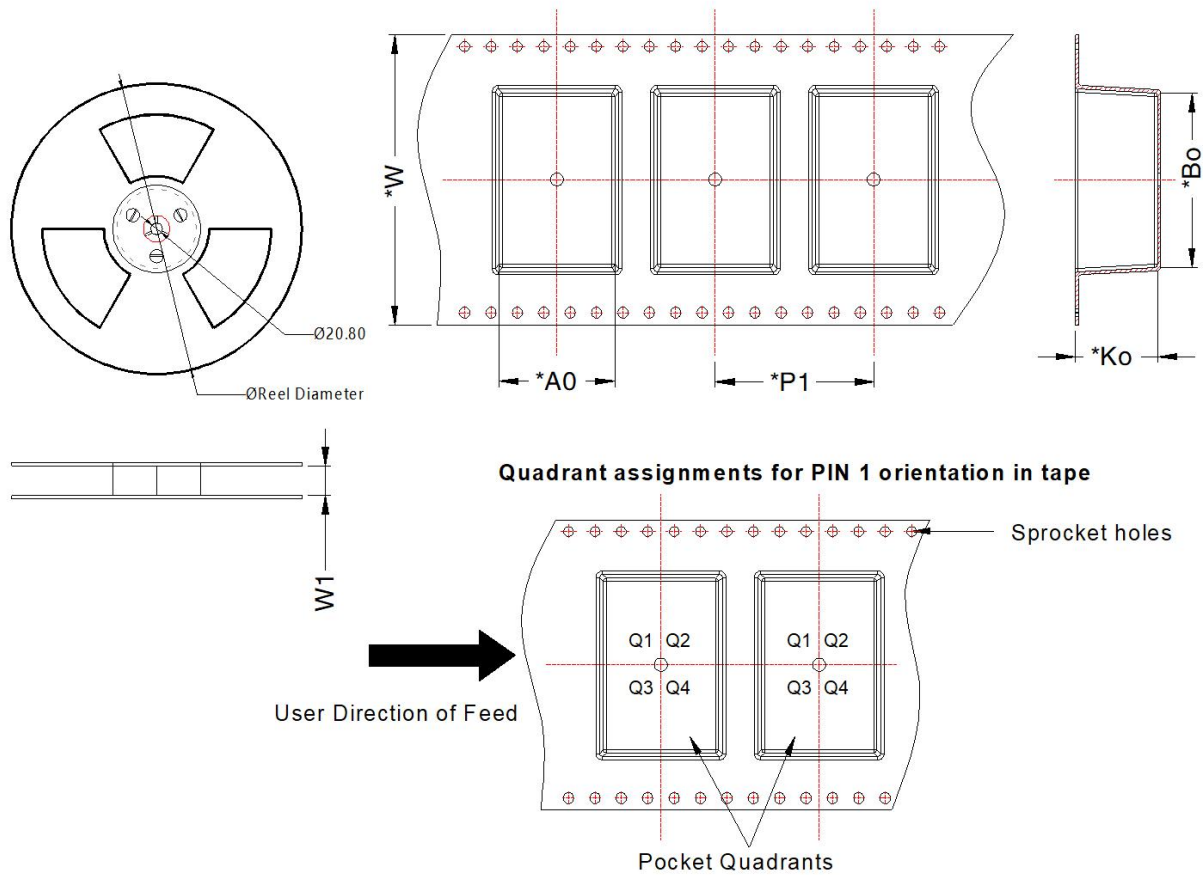 *W
*Bo
Ø20.80
*Ko
*A0
*P1
ØReel Diameter
Quadrant assignments for PIN 1 orientation in tape
Sprocket holes
W1
Q1 Q2
Q3 Q4
Q1 Q2
Q3 Q4
User Direction of Feed
Pocket Quadrants